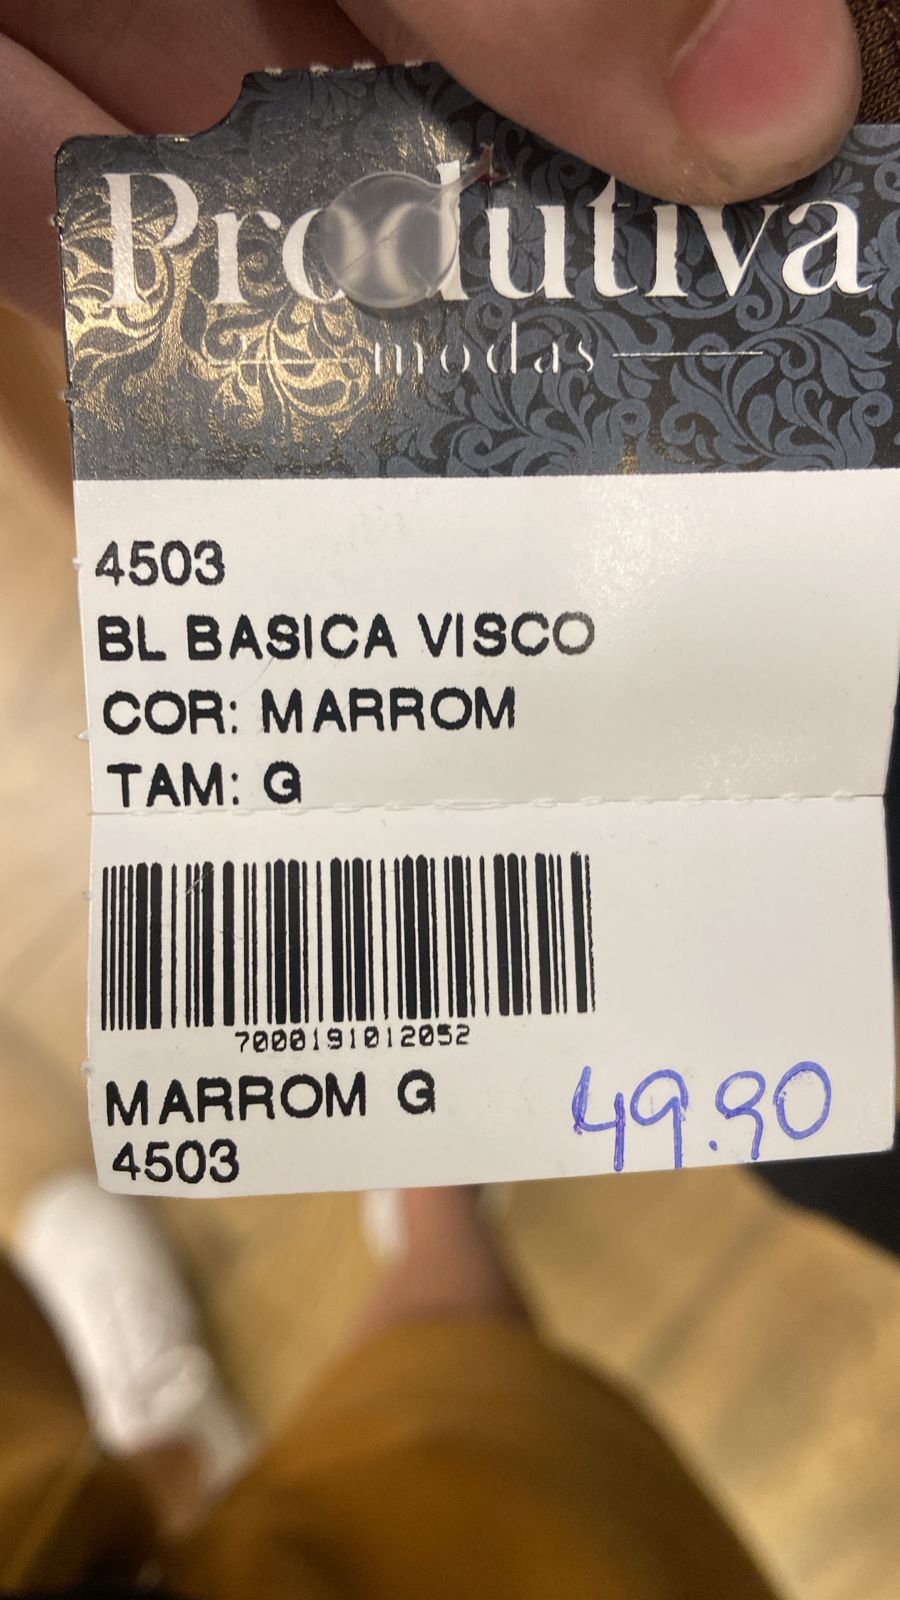 Produtiva
modas
4503
BL BASICA VISCO
COR: MARROM
TAM: G
7000191012052
MARROM G
4503
49.90